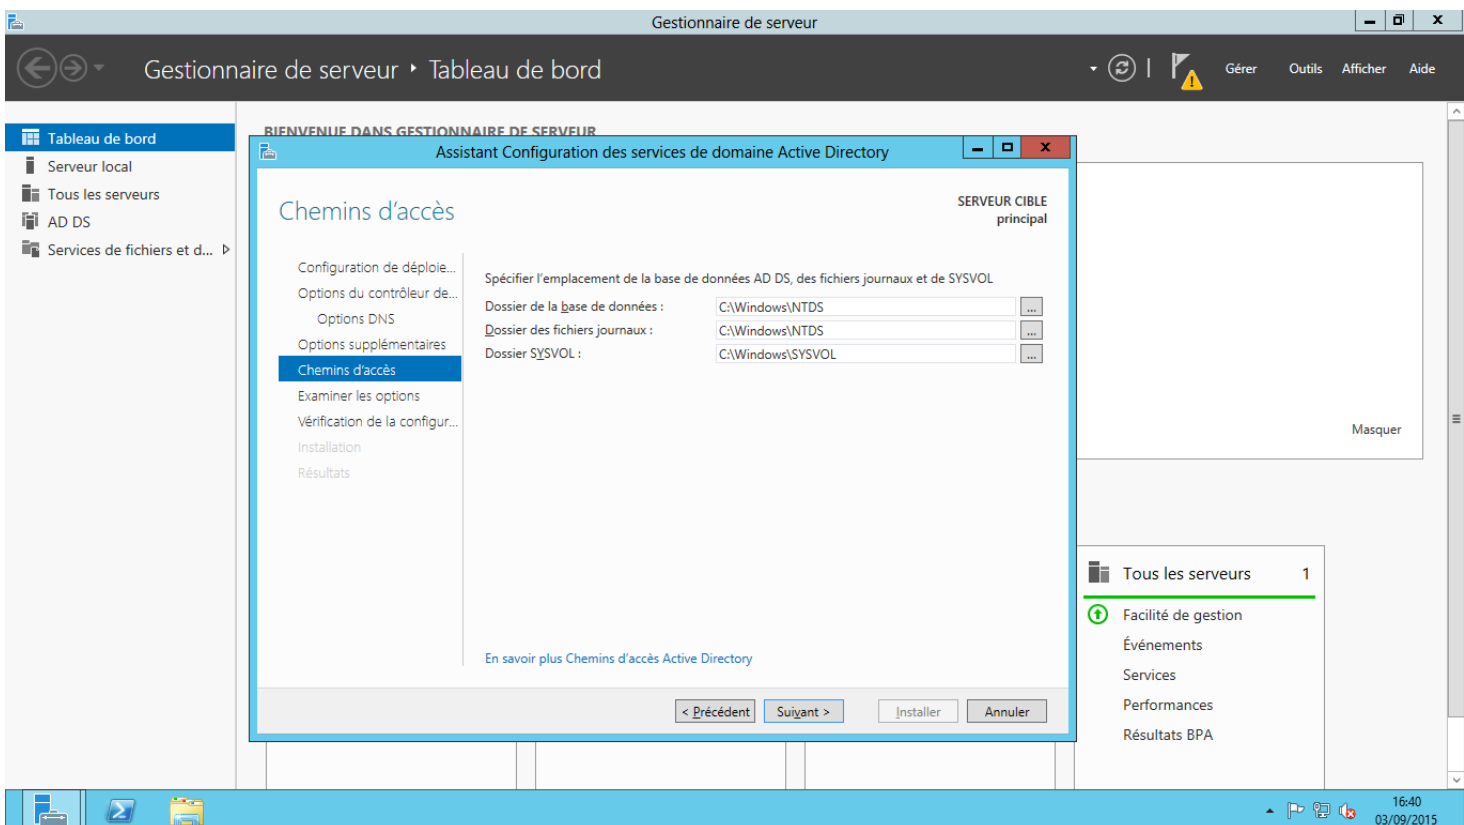 Gestionnaire de serveur
Gestionnaire de serveur ‣ Tableau de bord
Gérer Outils Afficher Aide
Tableau de bord
Serveur local
Tous les serveurs
AD DS
Services de fichiers et d...
BIENVENUE DANS GESTIONNAIRE DE SERVEUR
Assistant Configuration des services de domaine Active Directory
Chemins d'accès
SERVEUR CIBLE
principal
Configuration de déploie...
Options du contrôleur de...
Options DNS
Options supplémentaires
Chemins d'accès
Examiner les options
Vérification de la configur...
Installation
Résultats
Spécifier l'emplacement de la base de données AD DS, des fichiers journaux et de SYSVOL
Dossier de la base de données : C:\Windows\NTDS ...
Dossier des fichiers journaux : C:\Windows\NTDS ...
Dossier SYSVOL : C:\Windows\SYSVOL ...
En savoir plus Chemins d'accès Active Directory
< Précédent Suivant > Installer Annuler
Masquer
Tous les serveurs 1
Facilité de gestion
Événements
Services
Performances
Résultats BPA
16:40
03/09/2015